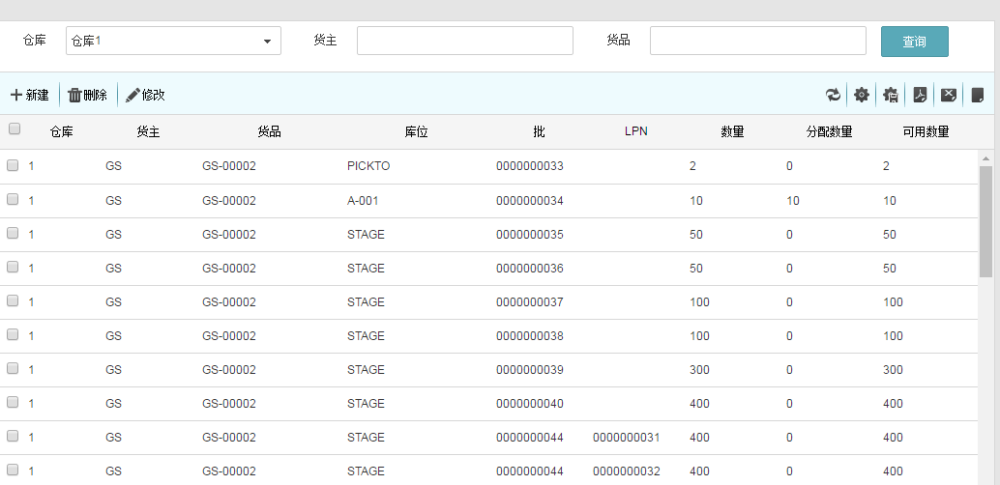 仓库 仓库1 货主 货品 查询
新建 删除 修改
仓库 货主 货品 库位 批 LPN 数量 分配数量 可用数量
1 GS GS-00002 PICKTO 0000000033 2 0 2
1 GS GS-00002 A-001 0000000034 10 10 10
1 GS GS-00002 STAGE 0000000035 50 0 50
1 GS GS-00002 STAGE 0000000036 50 0 50
1 GS GS-00002 STAGE 0000000037 100 0 100
1 GS GS-00002 STAGE 0000000038 100 0 100
1 GS GS-00002 STAGE 0000000039 300 0 300
1 GS GS-00002 STAGE 0000000040 400 0 400
1 GS GS-00002 STAGE 0000000044 0000000031 400 0 400
1 GS GS-00002 STAGE 0000000044 0000000032 400 0 400